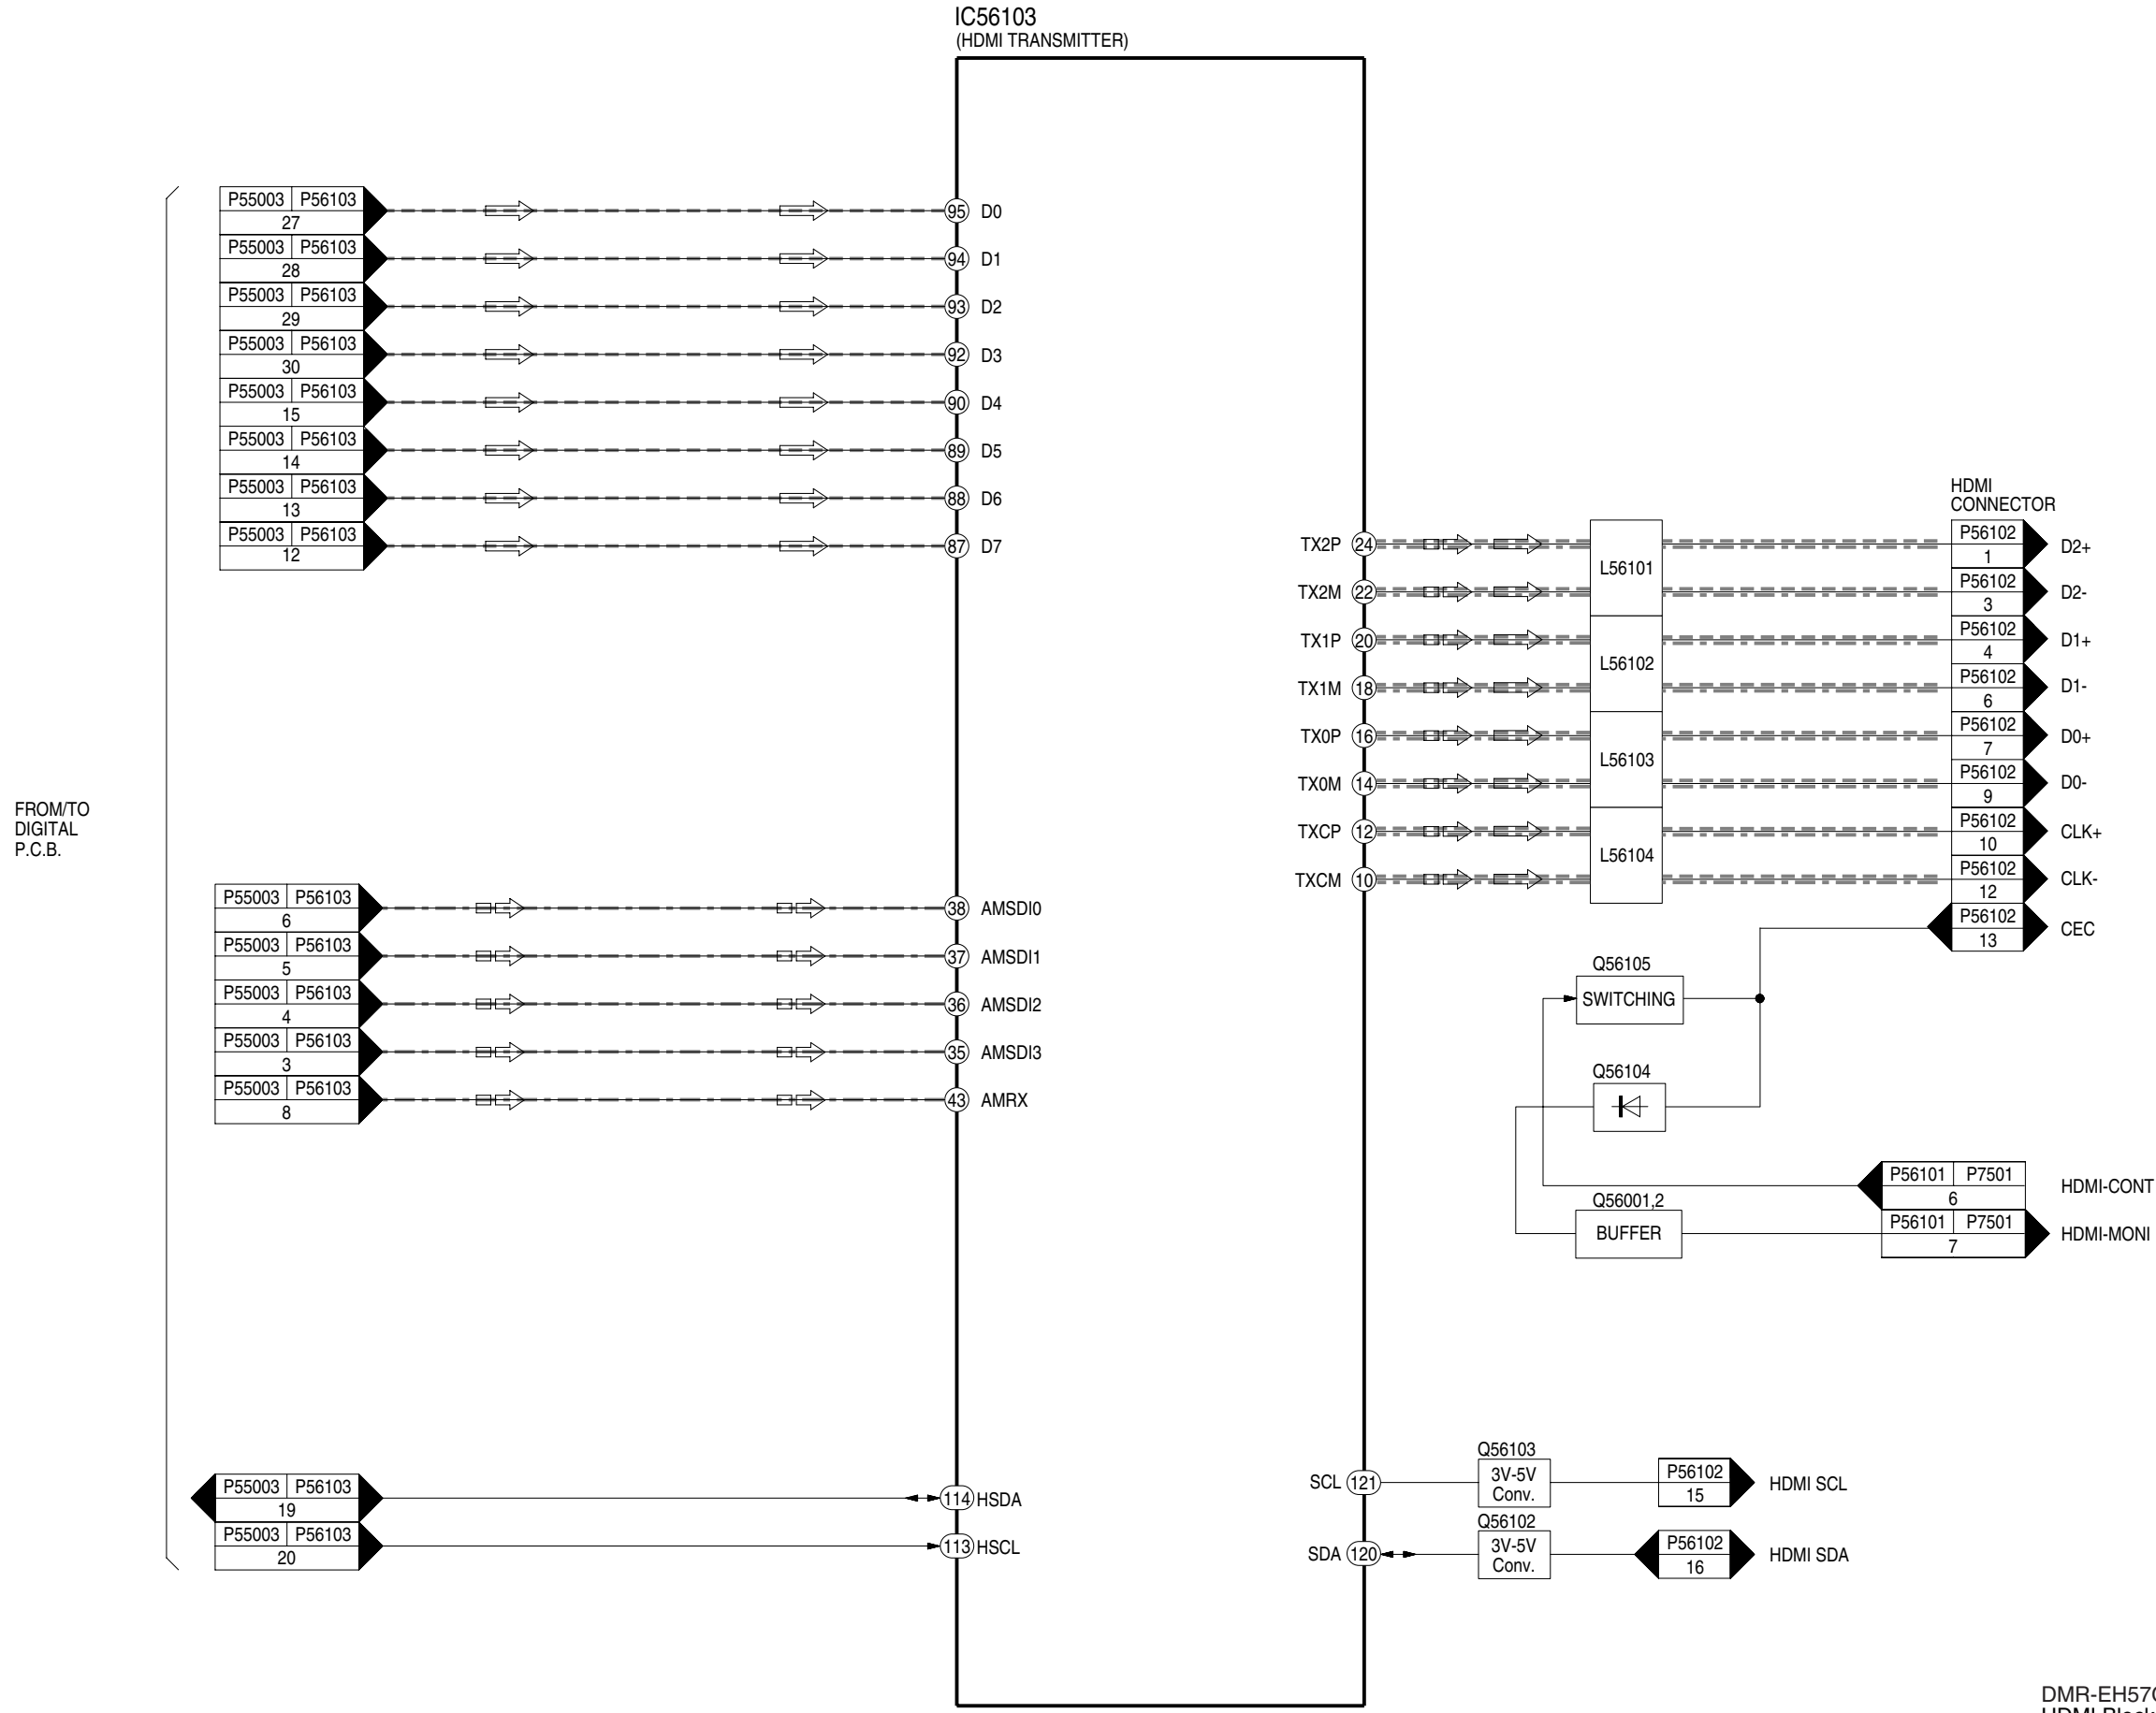 IC56103
(HDMI TRANSMITTER)
P55003 P56103
27
95 D0
P55003 P56103
28
94 D1
P55003 P56103
29
93 D2
P55003 P56103
30
92 D3
P55003 P56103
15
90 D4
P55003 P56103
14
89 D5
P55003 P56103
13
88 D6
P55003 P56103
12
87 D7
FROM/TO
DIGITAL
P.C.B.
P55003 P56103
6
38 AMSDI0
P55003 P56103
5
37 AMSDI1
P55003 P56103
4
36 AMSDI2
P55003 P56103
3
35 AMSDI3
P55003 P56103
8
43 AMRX
P55003 P56103
19
114 HSDA
P55003 P56103
20
113 HSCL
HDMI
CONNECTOR
TX2P 24
L56101
P56102
1
D2+
TX2M 22
P56102
3
D2-
TX1P 20
L56102
P56102
4
D1+
TX1M 18
P56102
6
D1-
TX0P 16
L56103
P56102
7
D0+
TX0M 14
P56102
9
D0-
TXCP 12
L56104
P56102
10
CLK+
TXCM 10
P56102
12
CLK-
P56102
13
CEC
Q56105
SWITCHING
Q56104
P56101 P7501
6
HDMI-CONT
Q56001,2
BUFFER
P56101 P7501
7
HDMI-MONI
Q56103
SCL 121
3V-5V
Conv.
P56102
15
HDMI SCL
Q56102
SDA 120
3V-5V
Conv.
P56102
16
HDMI SDA